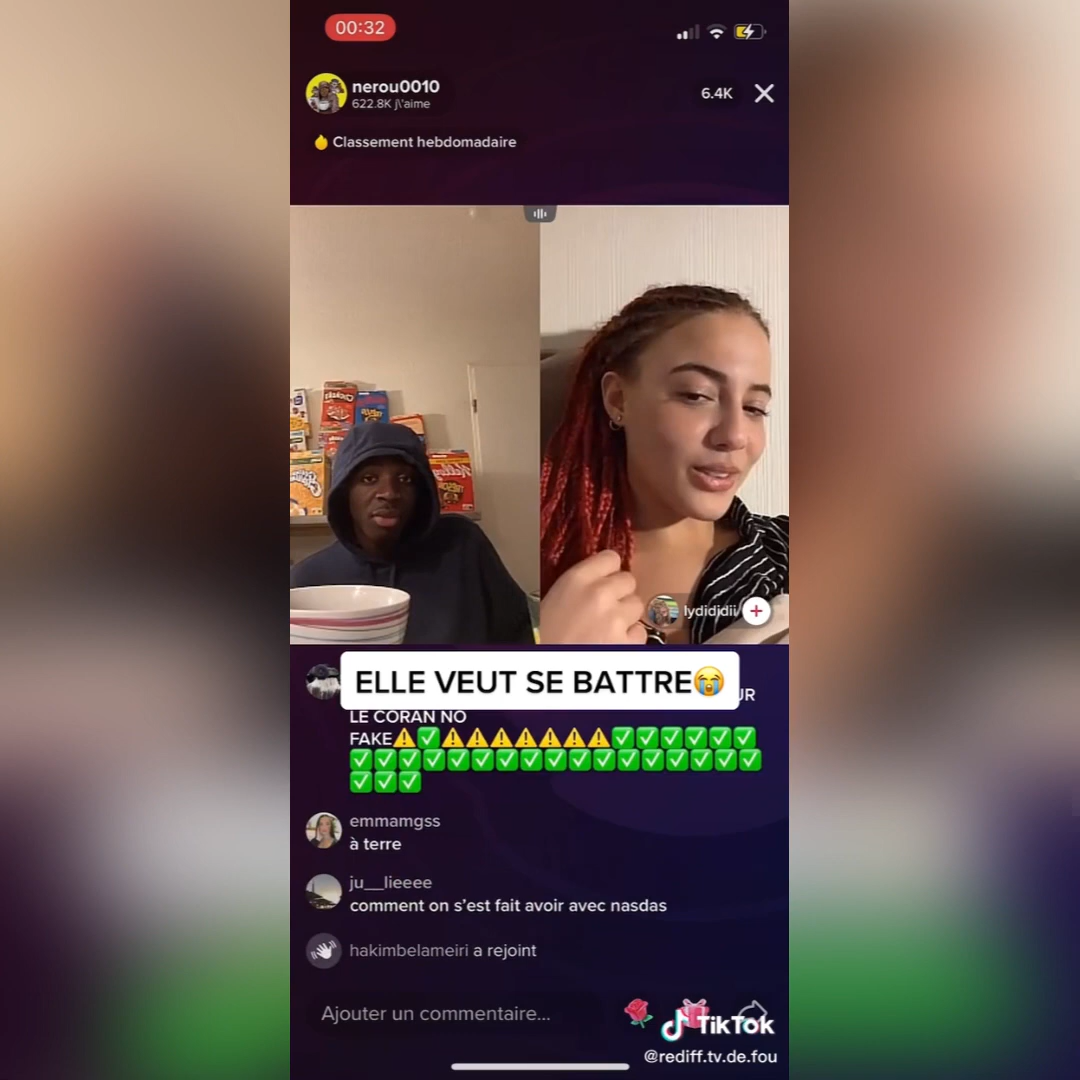 00:32
nerou0010
622.8K j\'aime
6.4K
Classement hebdomadaire
lydididii
ELLE VEUT SE BATTRE😭
UR
LE CORAN NO
FAKE⚠️✅⚠️⚠️⚠️⚠️⚠️⚠️⚠️✅✅✅✅✅✅
✅✅✅✅✅✅✅✅✅✅✅✅✅✅✅✅✅
✅✅✅
emmamgss
à terre
ju__lieeee
comment on s'est fait avoir avec nasdas
hakimbelameiri a rejoint
Ajouter un commentaire...
TikTok
@rediff.tv.de.fou